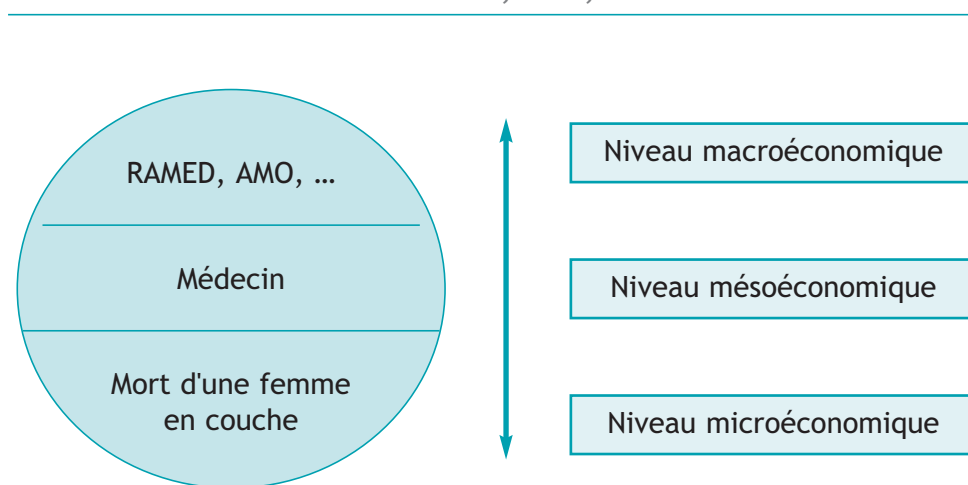 RAMED, AMO, …
Niveau macroéconomique
Médecin
Niveau mésoéconomique
Mort d'une femme
en couche
Niveau microéconomique